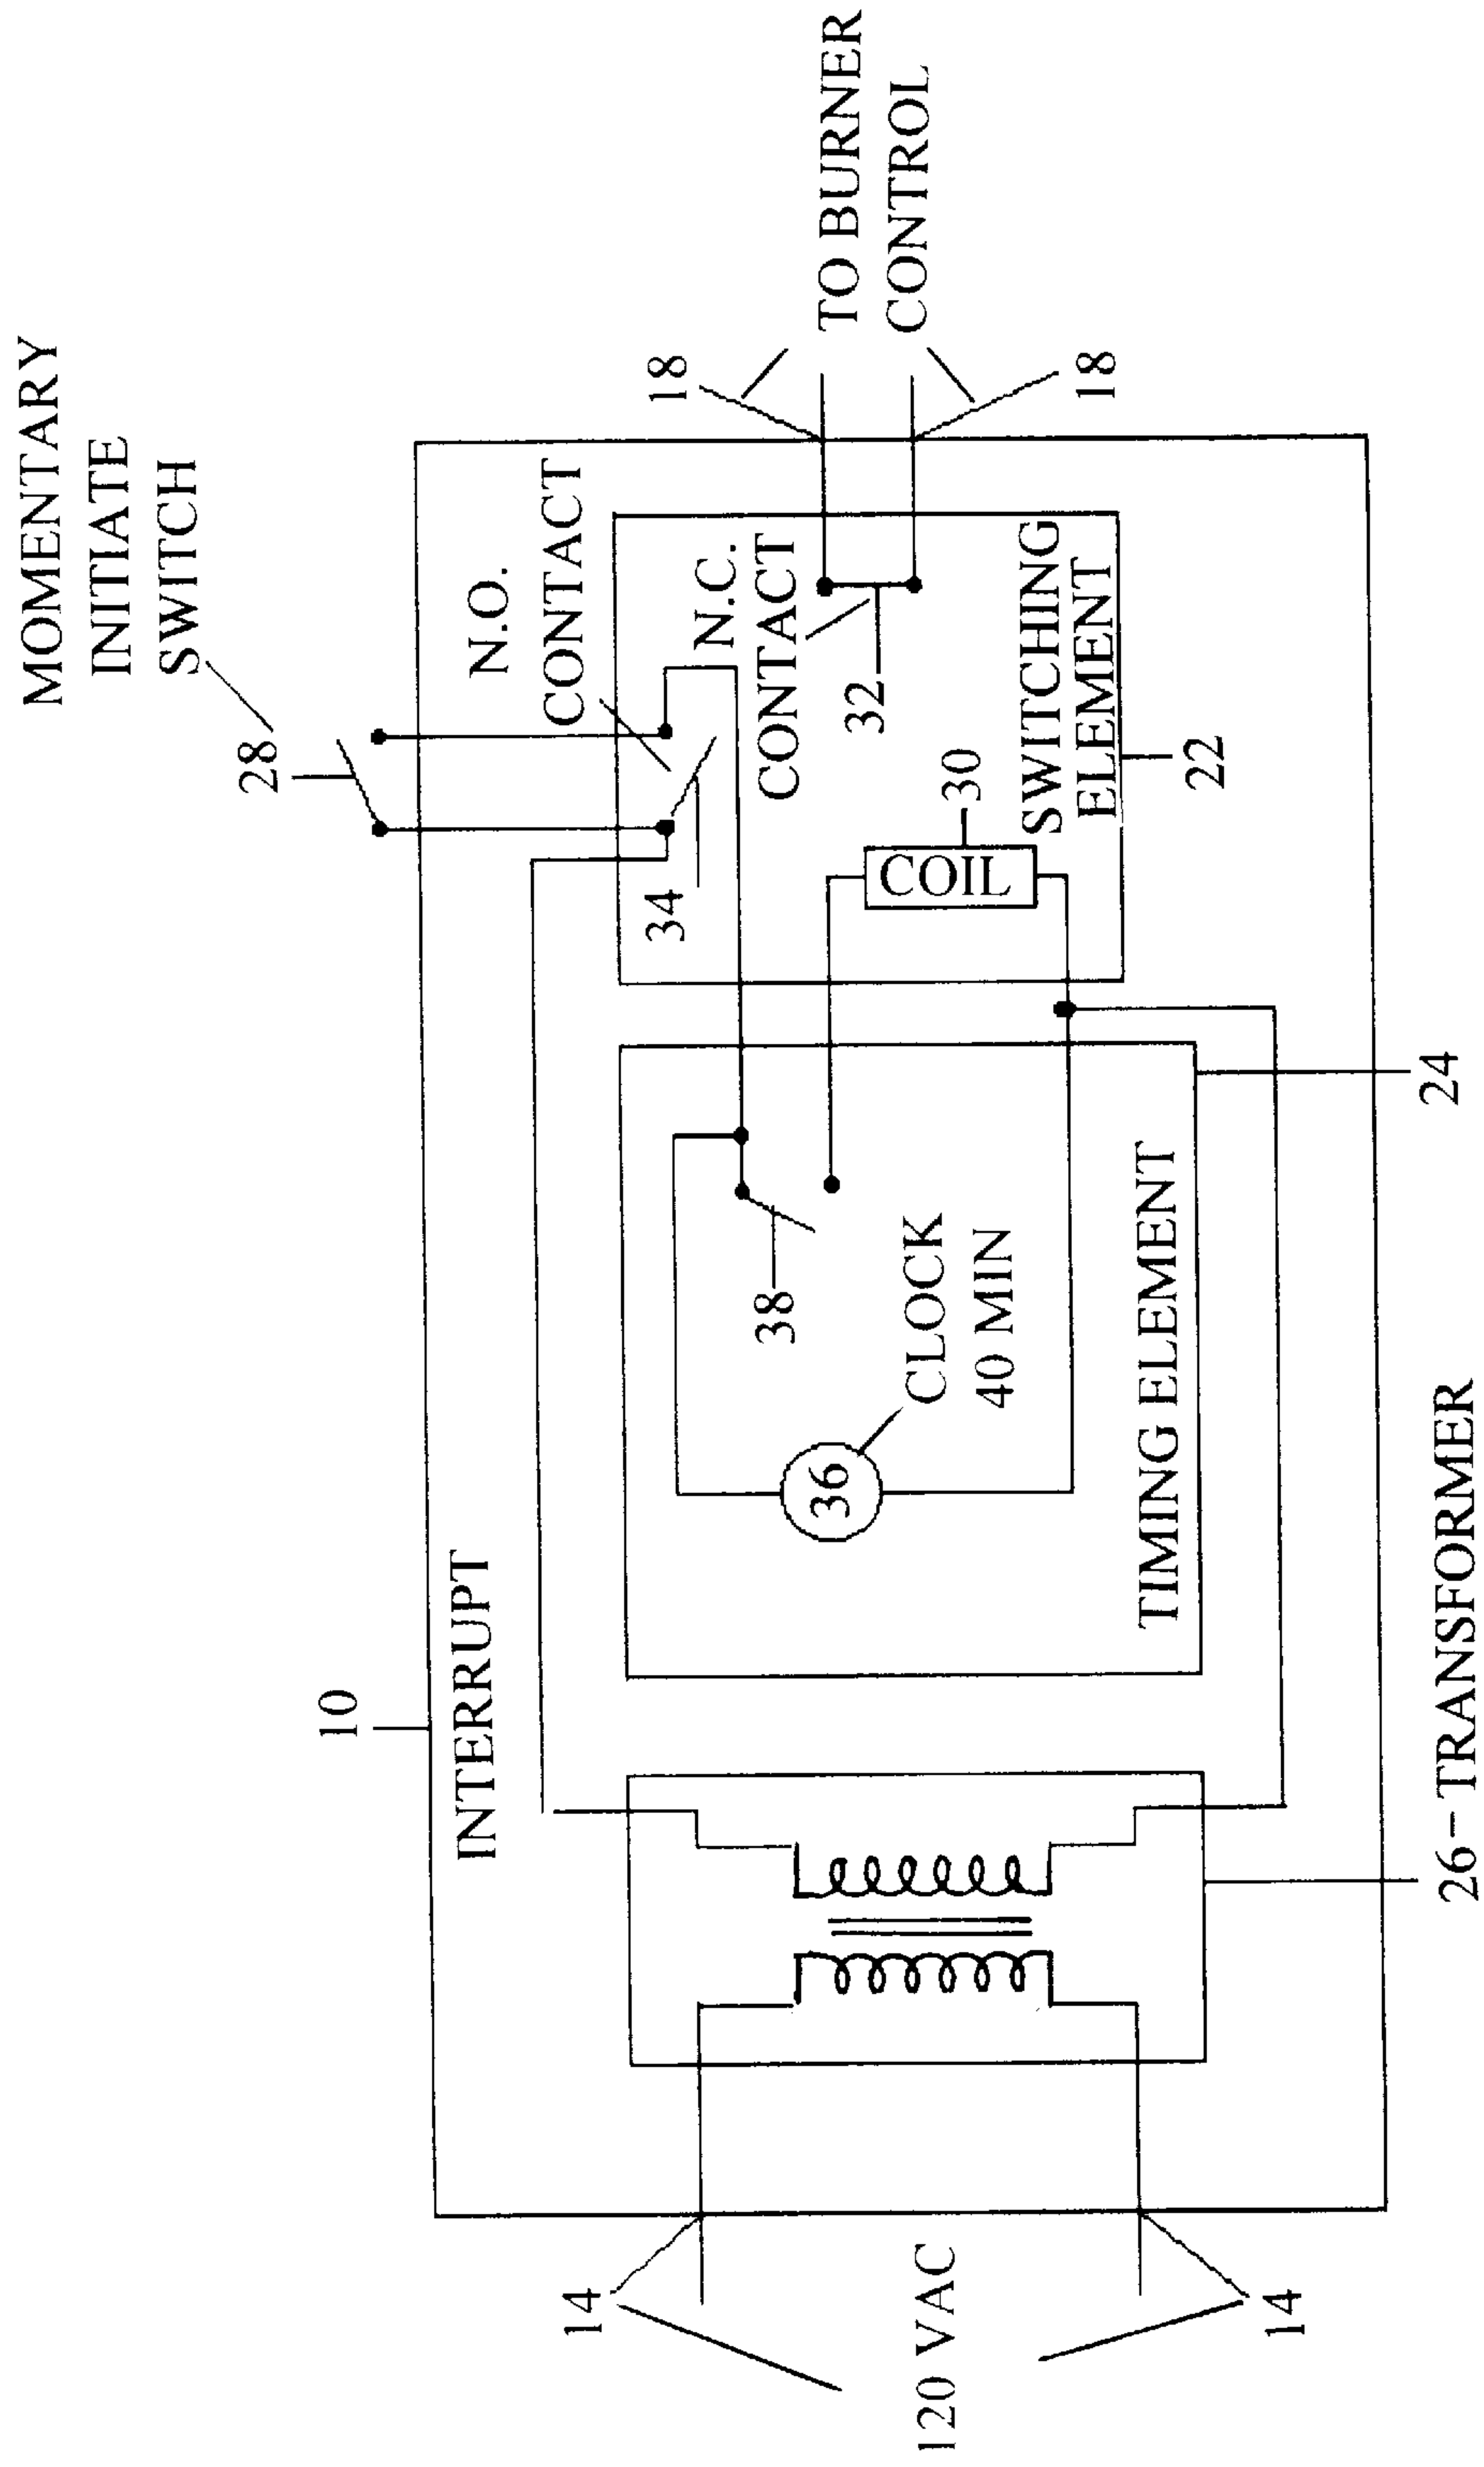 MOMENTARY
INITIATE
SWITCH
28
10
INTERRUPT
N.O.
CONTACT
34
N.C.
CONTACT
32
18
18
TO BURNER
CONTROL
30
COIL
SWITCHING
ELEMENT
22
38
36
CLOCK
40 MIN
TIMING ELEMENT
24
14
120 VAC
14
26-TRANSFORMER